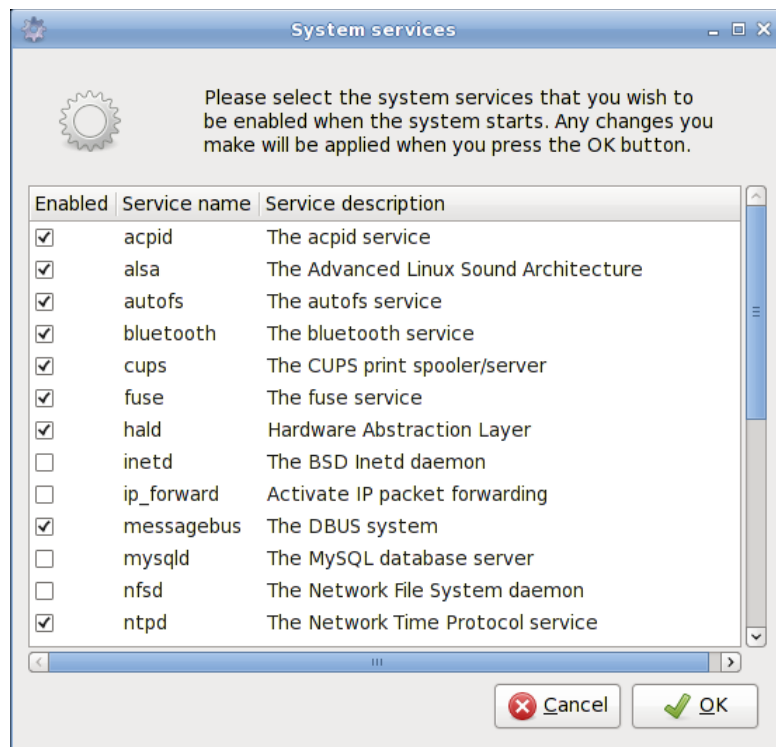 System services
Please select the system services that you wish to
be enabled when the system starts. Any changes you
make will be applied when you press the OK button.
Enabled Service name Service description
acpid The acpid service
alsa The Advanced Linux Sound Architecture
autofs The autofs service
bluetooth The bluetooth service
cups The CUPS print spooler/server
fuse The fuse service
hald Hardware Abstraction Layer
inetd The BSD Inetd daemon
ip_forward Activate IP packet forwarding
messagebus The DBUS system
mysqld The MySQL database server
nfsd The Network File System daemon
ntpd The Network Time Protocol service
Cancel OK